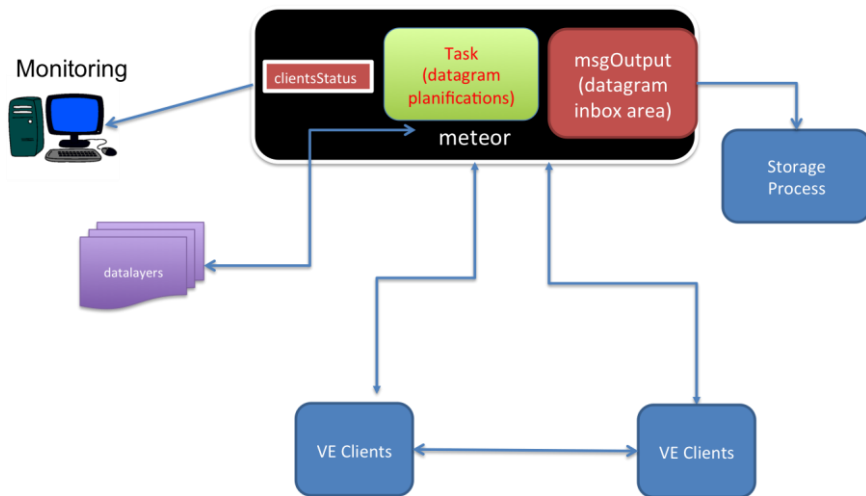 Monitoring
clientsStatus
Task
(datagram
planifications)
msgOutput
(datagram
inbox area)
meteor
Storage
Process
datalayers
VE Clients
VE Clients